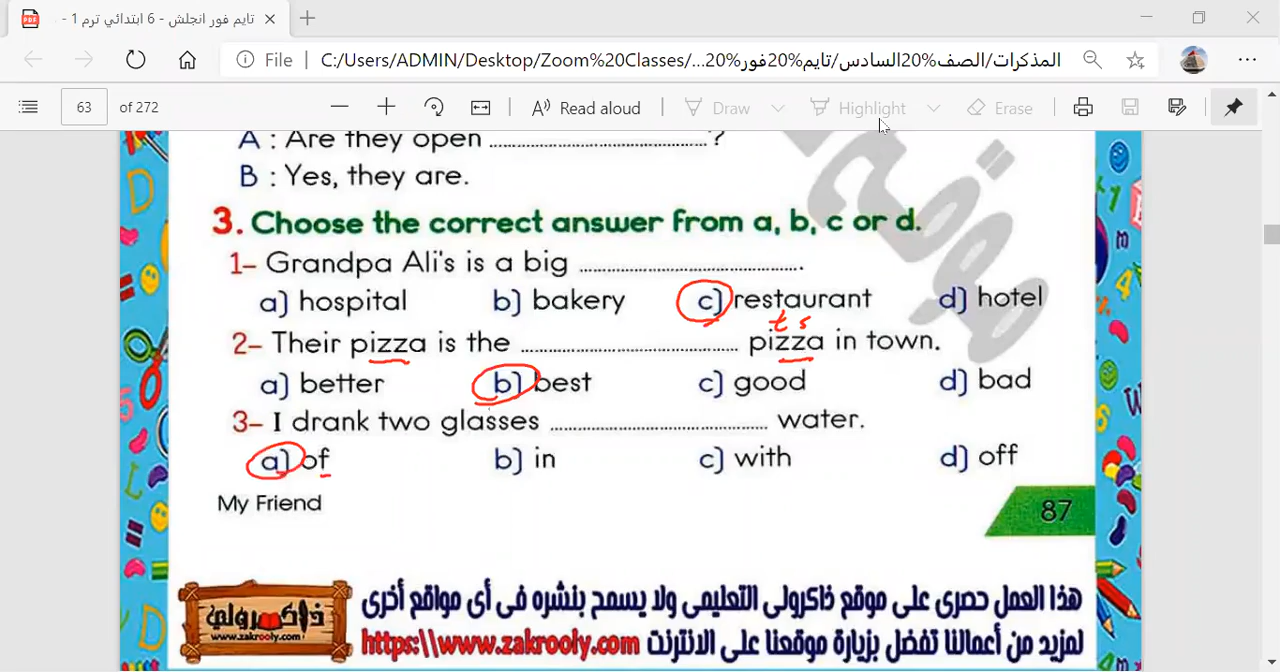 تايم فور انجلش - 6 ابتدائي ترم 1 -
File | C:/Users/ADMIN/Desktop/Zoom%20Classes/المذكرات/الصف%20السادس/تايم%20فور%20...
63 of 272 Read aloud Draw Highlight Erase
A : Are they open ........................?
B : Yes, they are.
3. Choose the correct answer from a, b, c or d.
1– Grandpa Ali's is a big ........................ .
a) hospital b) bakery c) restaurant d) hotel
t s
2– Their pizza is the ........................ pizza in town.
a) better b) best c) good d) bad
3– I drank two glasses ........................ water.
a) of b) in c) with d) off
My Friend
87
هذا العمل حصرى على موقع ذاكرولى التعليمى ولا يسمح بنشره فى أى مواقع أخرى
ذاكرولي
www.zakrooly.com
لمزيد من أعمالنا تفضل بزيارة موقعنا على الانترنت https:\\www.zakrooly.com